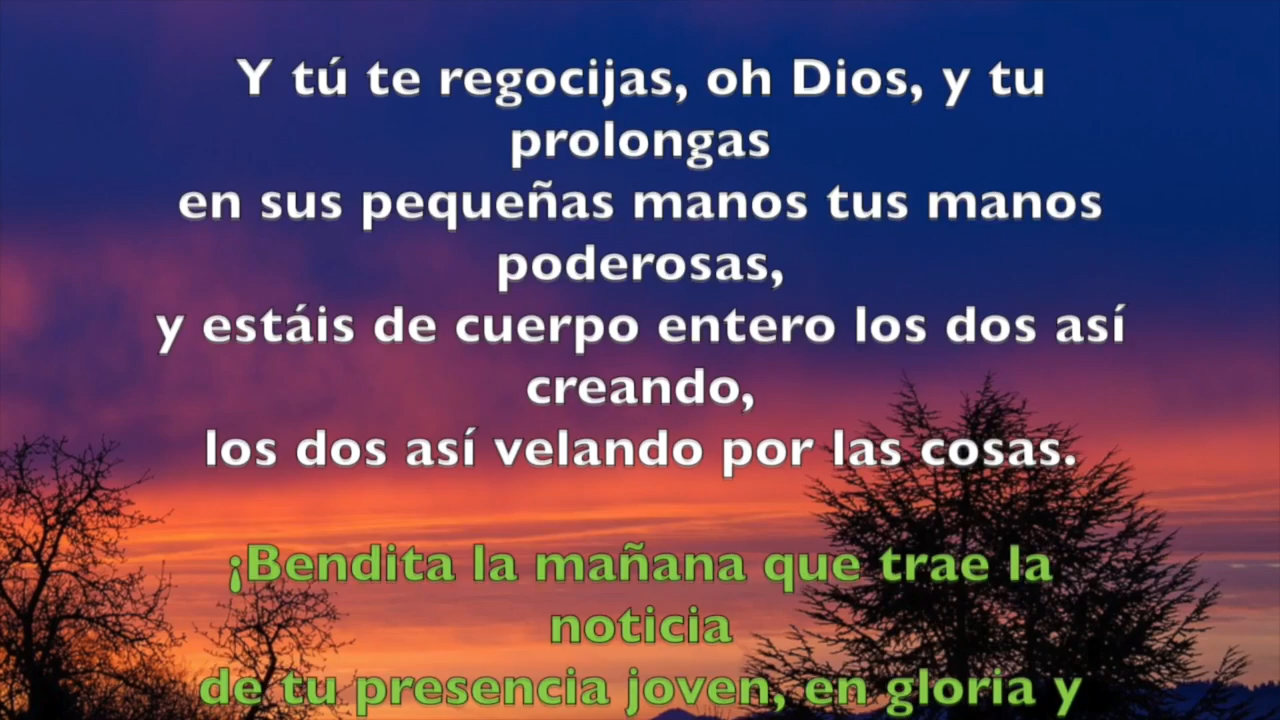 Y tú te regocijas, oh Dios, y tu
prolongas
en sus pequeñas manos tus manos
poderosas,
y estáis de cuerpo entero los dos así
creando,
los dos así velando por las cosas.
¡Bendita la mañana que trae la
noticia
de tu presencia joven, en gloria y